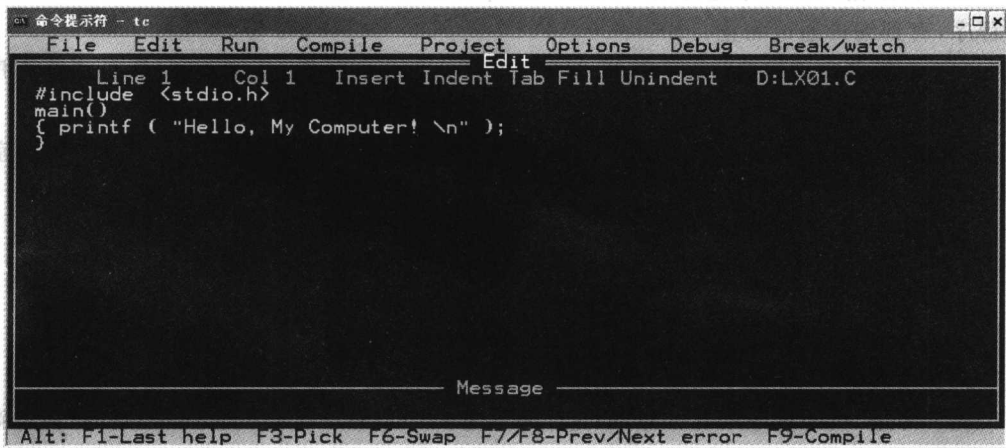 命令提示符 - tc
File Edit Run Compile Project Options Debug Break/watch
Edit
Line 1 Col 1 Insert Indent Tab Fill Unindent D:LX01.C
#include <stdio.h>
main()
{ printf ( "Hello, My Computer! \n" );
}
Message
Alt: F1-Last help F3-Pick F6-Swap F7/F8-Prev/Next error F9-Compile